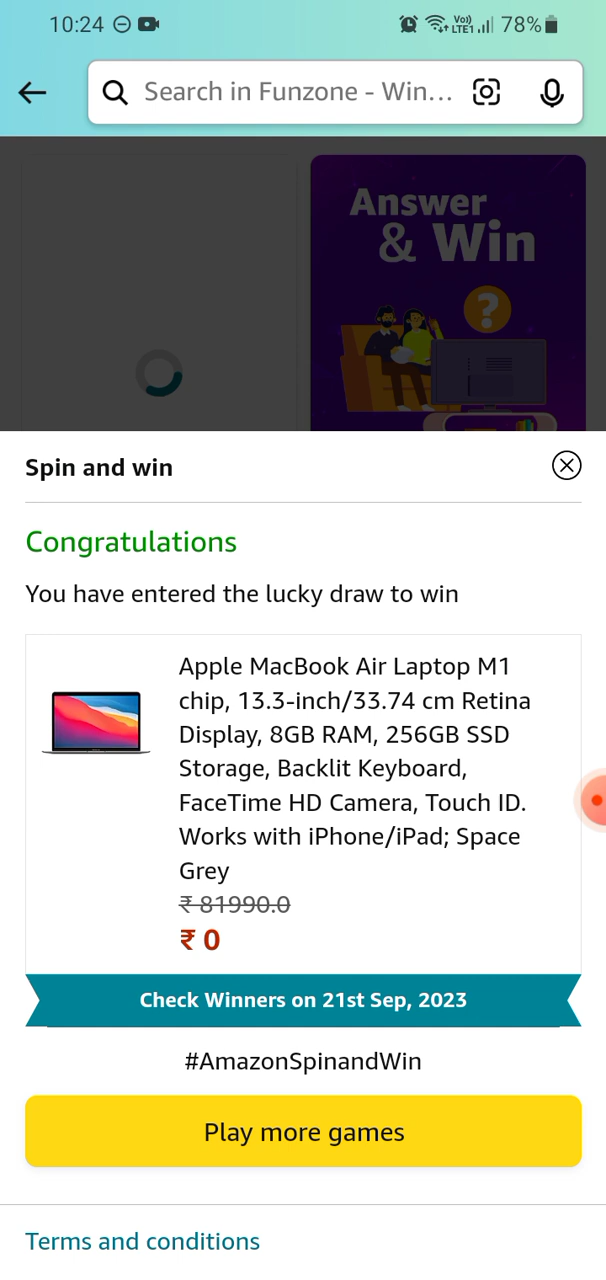 10:24 Vo)) LTE1 78%
Search in Funzone - Win...
Answer
& Win
?
Spin and win
Congratulations
You have entered the lucky draw to win
Apple MacBook Air Laptop M1
chip, 13.3-inch/33.74 cm Retina
Display, 8GB RAM, 256GB SSD
Storage, Backlit Keyboard,
FaceTime HD Camera, Touch ID.
Works with iPhone/iPad; Space
Grey
₹ 81990.0
₹ 0
Check Winners on 21st Sep, 2023
#AmazonSpinandWin
Play more games
Terms and conditions